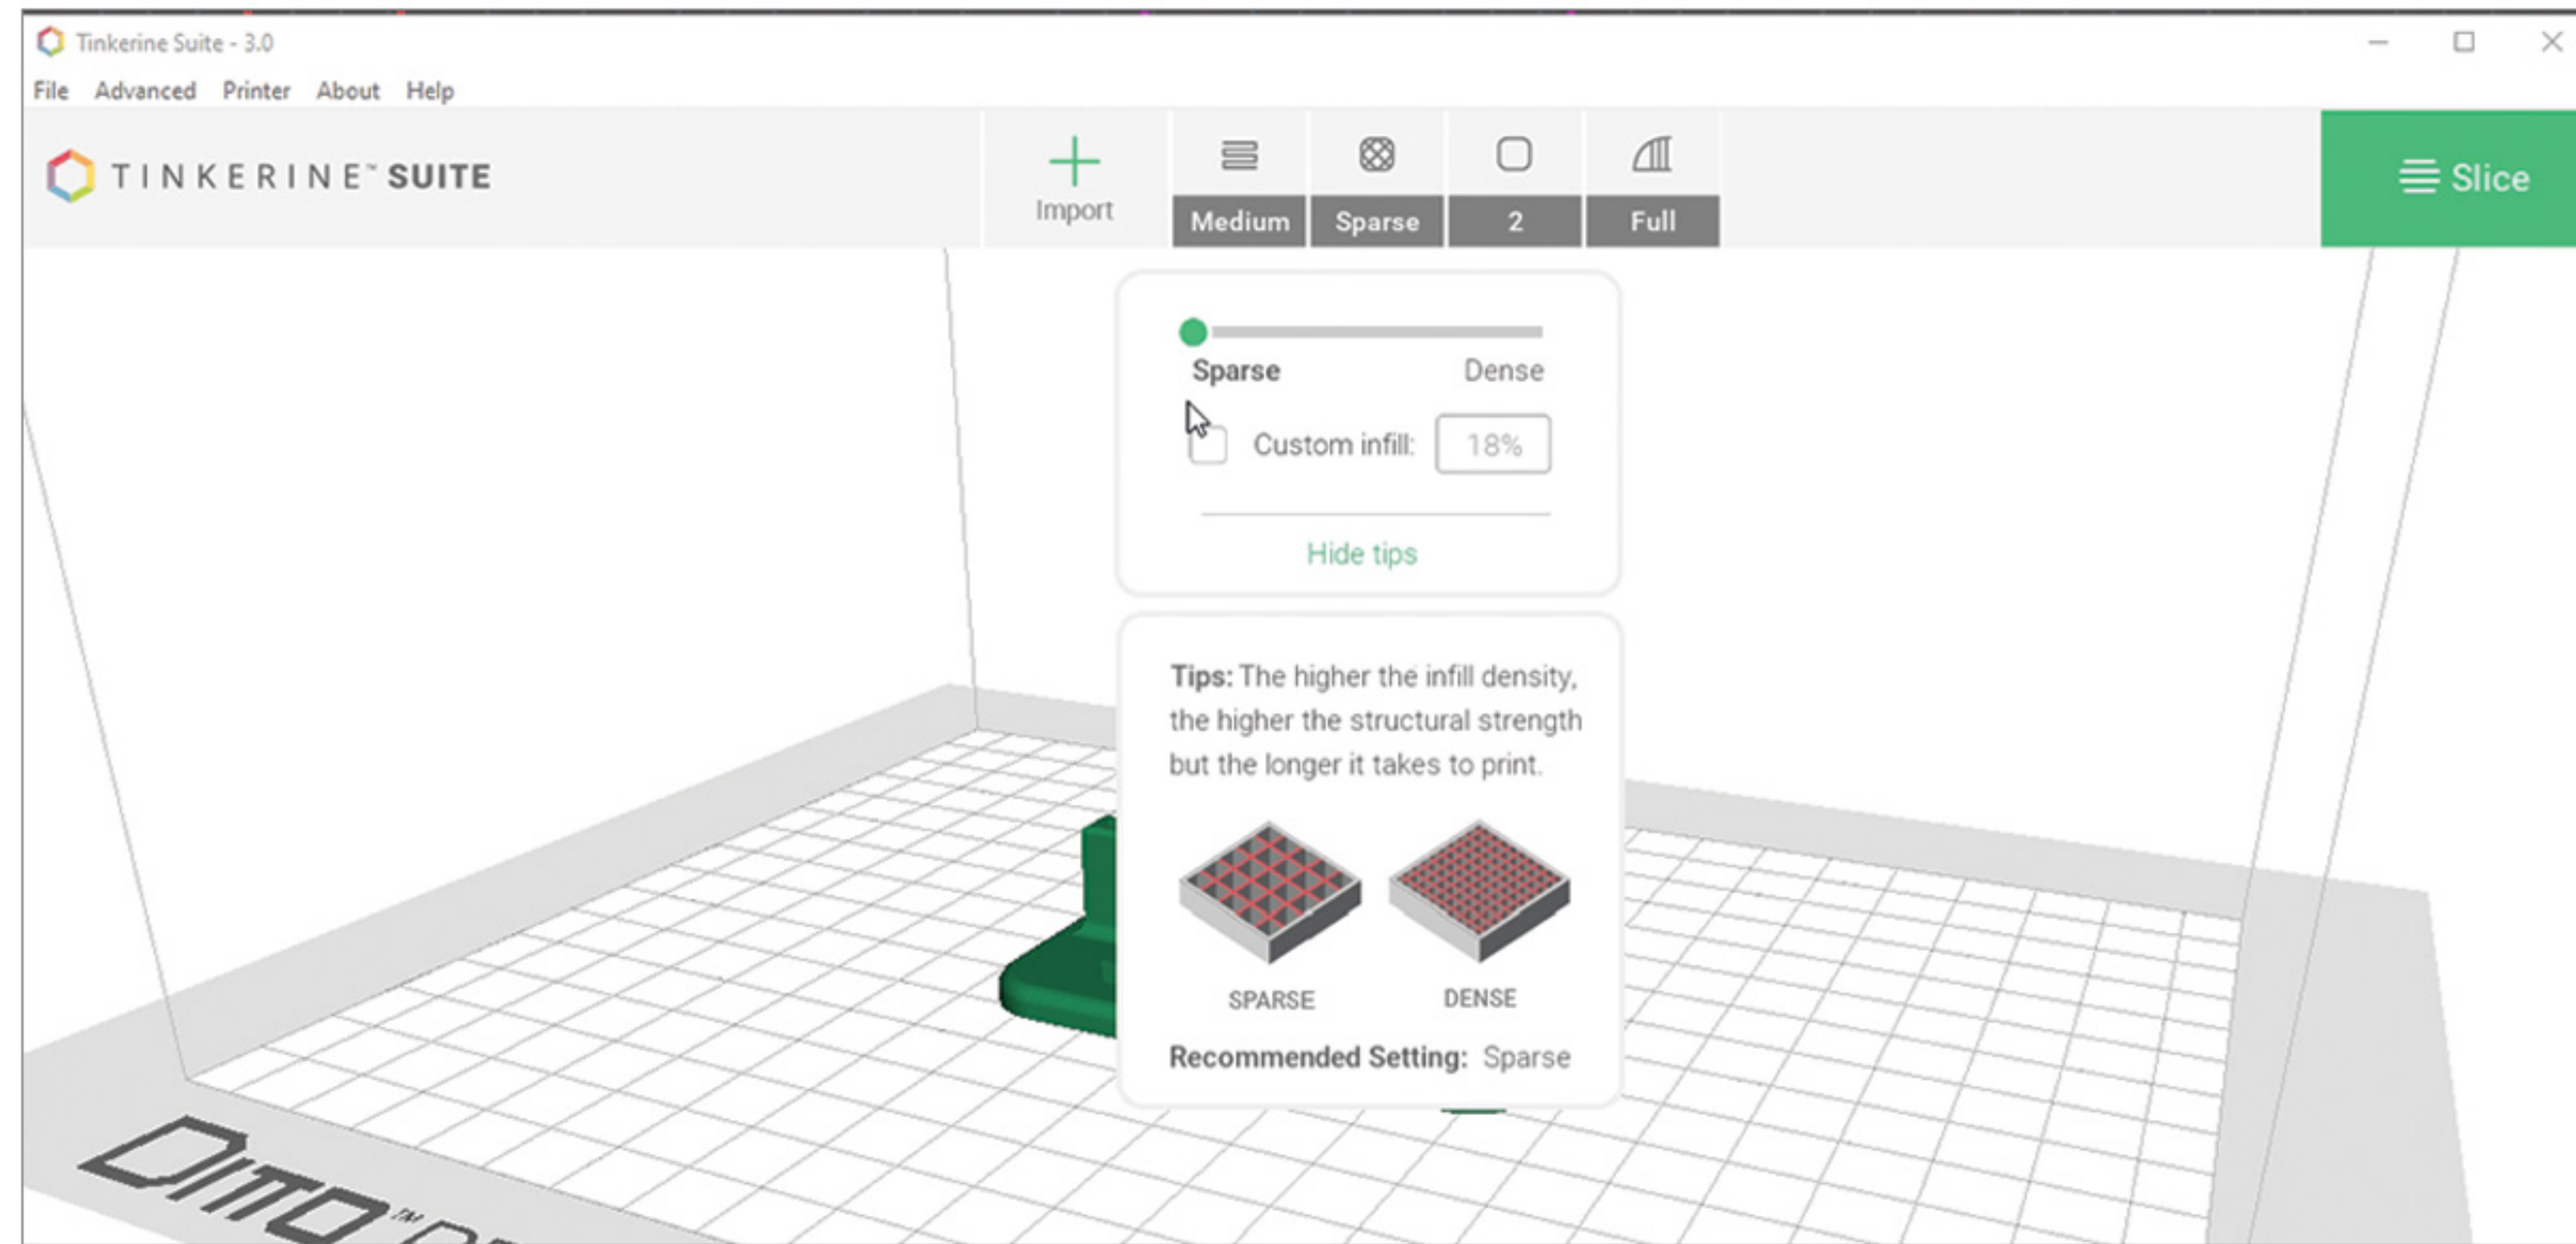 Tinkerine Suite - 3.0
File Advanced Printer About Help
TINKERINE™ SUITE
Import
Medium
Sparse
2
Full
Slice
Sparse Dense
Custom infill: 18%
Hide tips
Tips: The higher the infill density,
the higher the structural strength
but the longer it takes to print.
SPARSE DENSE
Recommended Setting: Sparse
DITO™